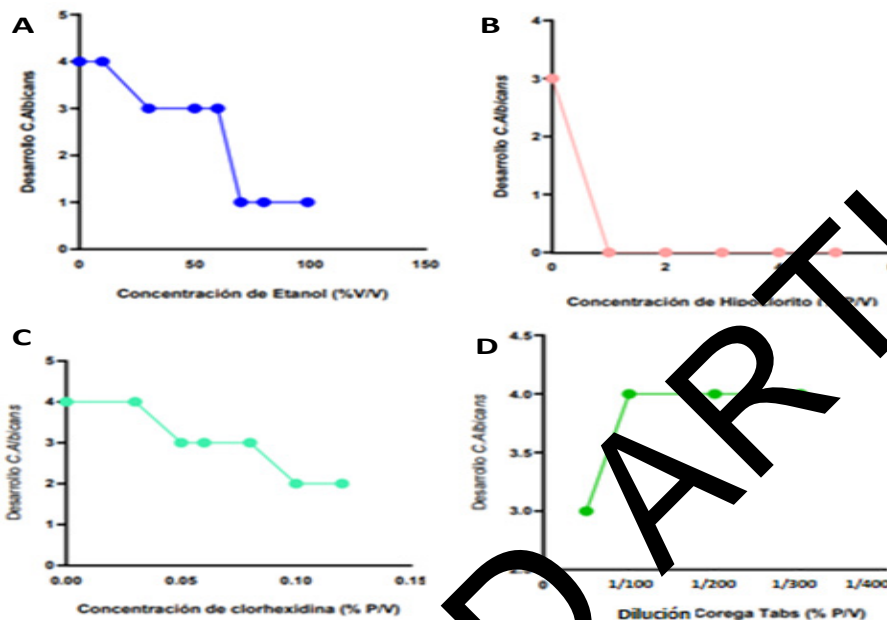 A
5
4
3
2
1
0
Desarrollo C.Albicans
0 50 100 150
Concentración de Etanol (%V/V)
B
4
3
2
1
0
Desarrollo C.Albicans
0 2
Concentración de Hipoclorito P/V)
C
5
4
3
2
1
0
Desarrollo C.Albicans
0.00 0.05 0.10 0.15
Concentración de clorhexidina (% P/V)
D
4.5
4.0
3.5
3.0
Desarrollo C.Albicans
0 1/100 1/200 1/300 1/400
Dilución Corega Tabs (% P/V)
D ARTI